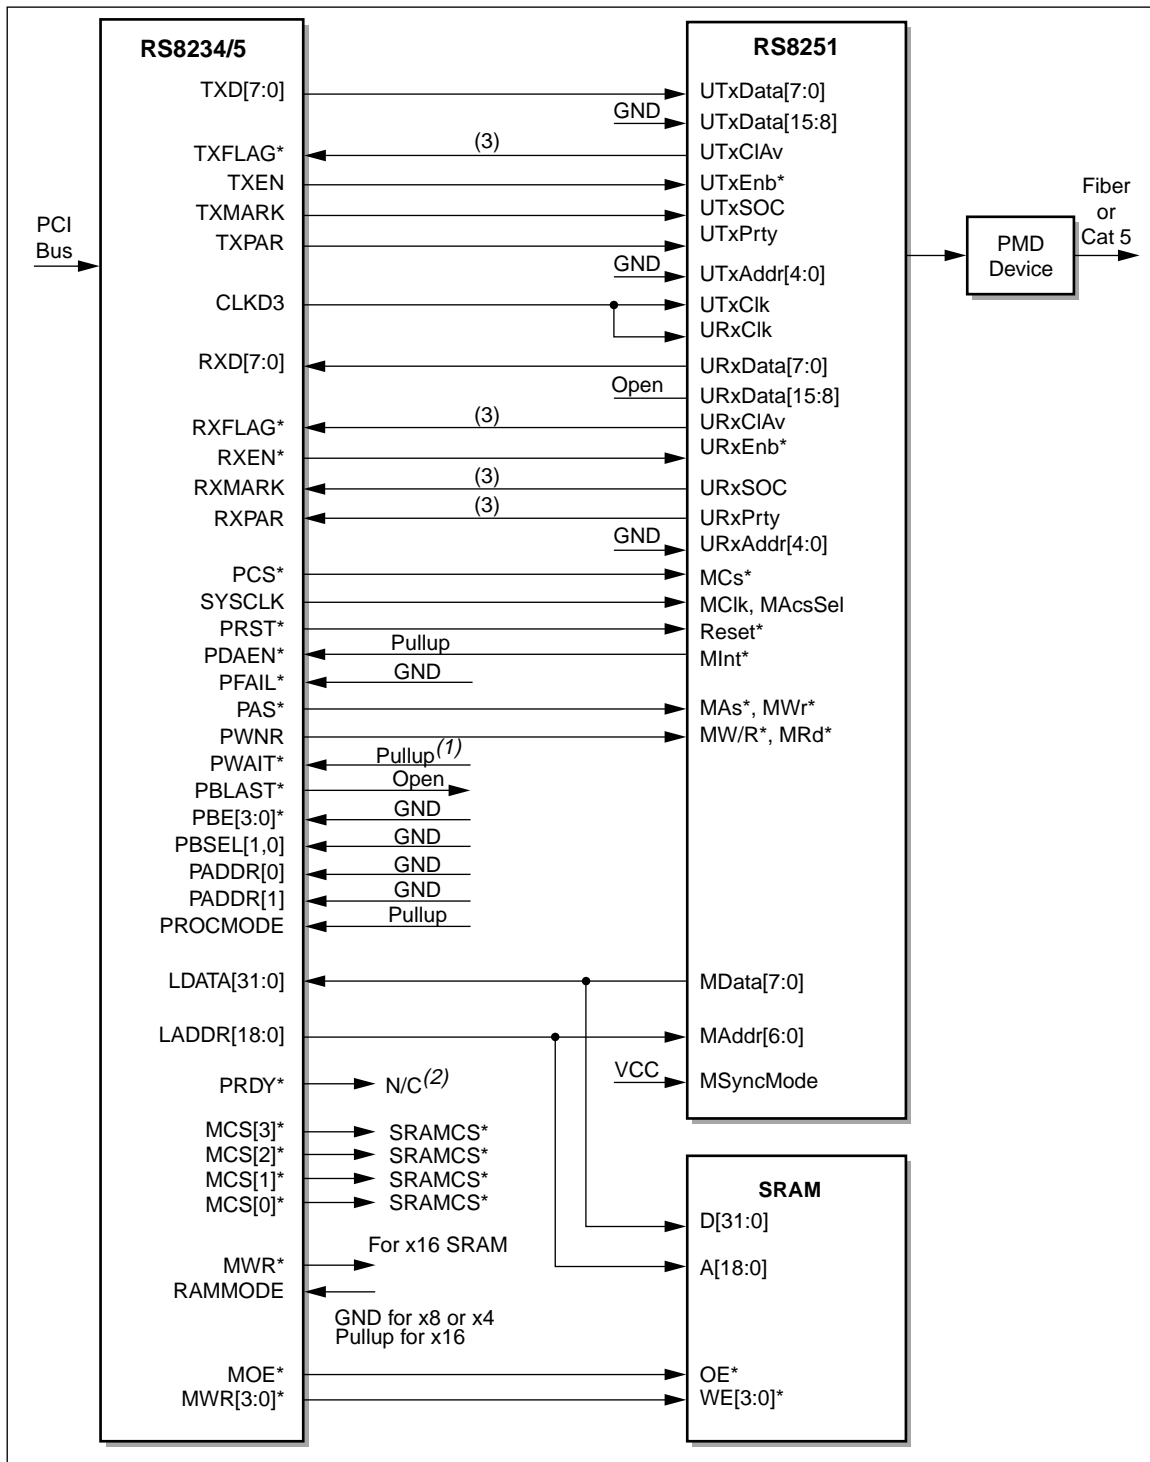 RS8234/5 RS8251
TXD[7:0] UTxData[7:0]
GND UTxData[15:8]
TXFLAG* (3) UTxClAv
TXEN UTxEnb*
TXMARK UTxSOC
TXPAR UTxPrty
PCI
Bus
Fiber
or
Cat 5
PMD
Device
GND UTxAddr[4:0]
CLKD3 UTxClk
URxClk
RXD[7:0] URxData[7:0]
Open URxData[15:8]
RXFLAG* (3) URxClAv
RXEN* URxEnb*
RXMARK (3) URxSOC
RXPAR (3) URxPrty
GND URxAddr[4:0]
PCS* MCs*
SYSCLK MClk, MAcsSel
PRST* Reset*
PDAEN* Pullup MInt*
PFAIL* GND
PAS* MAs*, MWr*
PWNR MW/R*, MRd*
PWAIT* Pullup(1)
PBLAST* Open
PBE[3:0]* GND
PBSEL[1,0] GND
PADDR[0] GND
PADDR[1] GND
PROCMODE Pullup
LDATA[31:0] MData[7:0]
LADDR[18:0] MAddr[6:0]
VCC MSyncMode
PRDY* N/C(2)
MCS[3]* SRAMCS*
MCS[2]* SRAMCS*
MCS[1]* SRAMCS*
MCS[0]* SRAMCS*
SRAM
D[31:0]
For x16 SRAM
MWR* A[18:0]
RAMMODE
GND for x8 or x4
Pullup for x16
MOE* OE*
MWR[3:0]* WE[3:0]*